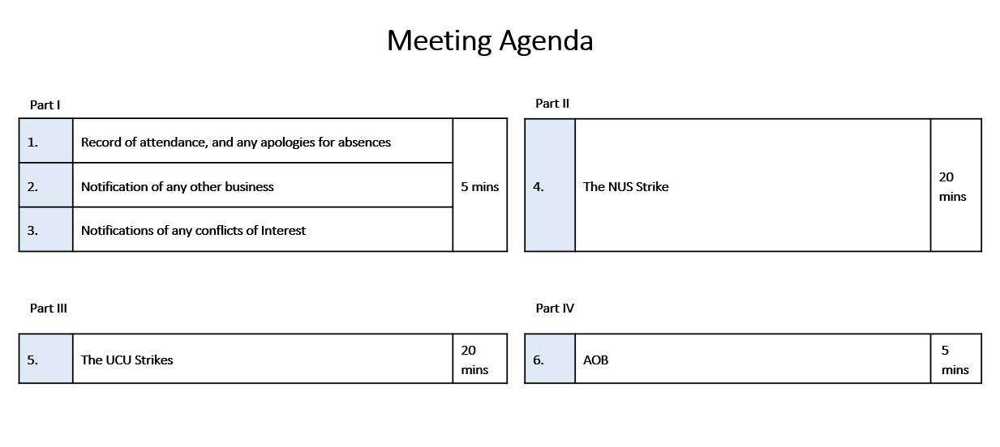 Meeting Agenda
Part I
1. Record of attendance, and any apologies for absences
2. Notification of any other business
3. Notifications of any conflicts of Interest
5 mins
Part II
4. The NUS Strike
20
mins
Part III
5. The UCU Strikes
20
mins
Part IV
6. AOB
5
mins